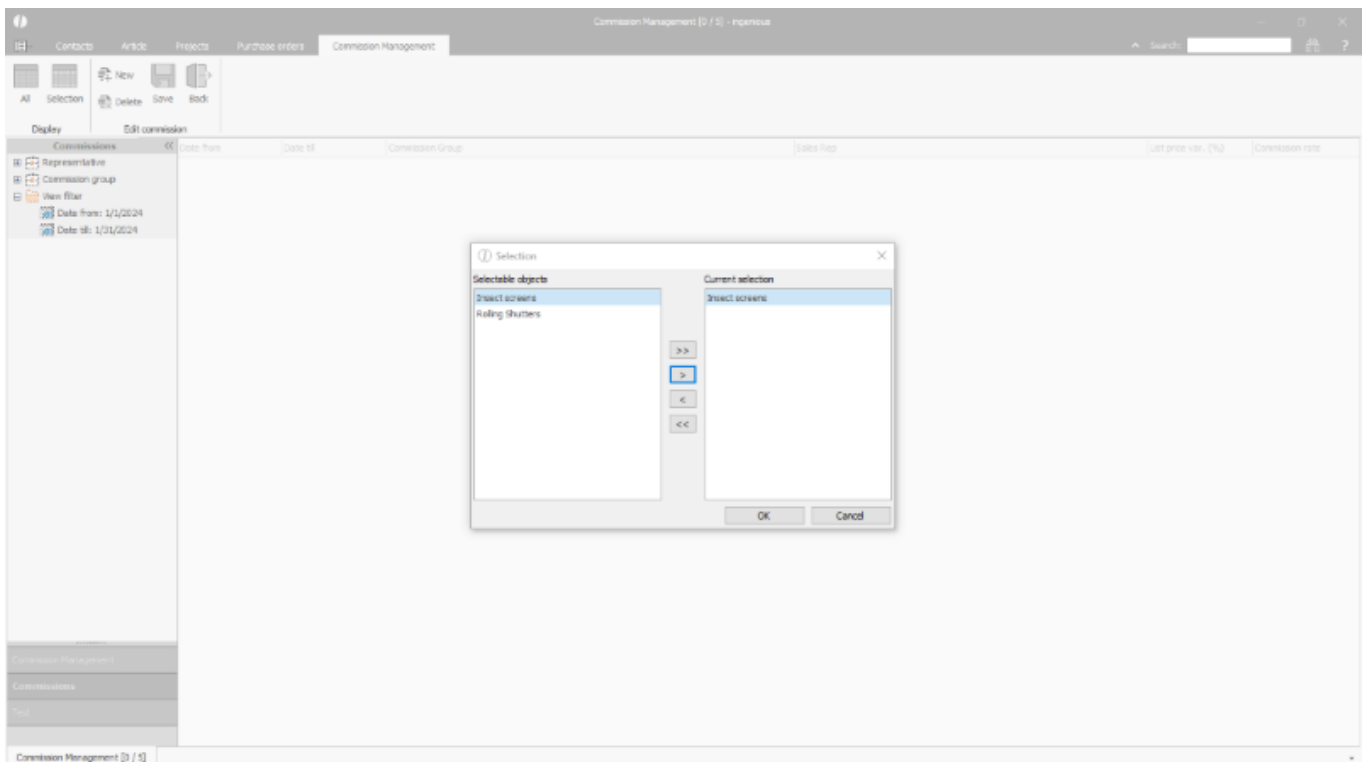 Commission Management [0 / 5] - ingenious
Contacts Article Projects Purchase orders Commission Management Search: ?
All Selection New Delete Save Back
Display Edit commission
Commissions << Date from Date till Commission Group Sales Rep List price var. [%] Commission rate
Representative
Commission group
View filter
Date from: 1/1/2024
Date till: 1/31/2024
Selection
Selectable objects Current selection
Insect screens Insect screens
Rolling Shutters
>>
>
<
<<
OK Cancel
Commission Management
Commissions
Commission Management [0 / 5]